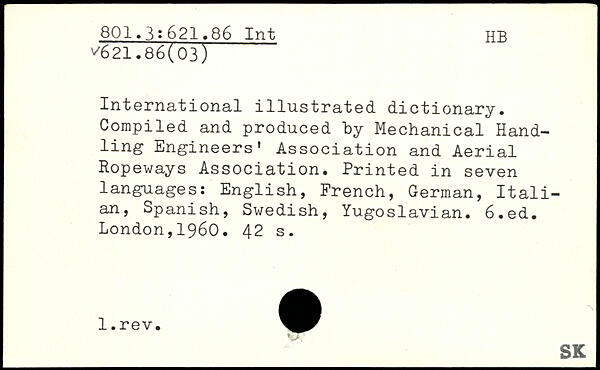 801.3:621.86 Int
HB
√621.86(03)
International illustrated dictionary.
Compiled and produced by Mechanical Hand-
ling Engineers' Association and Aerial
Ropeways Association. Printed in seven
languages: English, French, German, Itali-
an, Spanish, Swedish, Yugoslavian. 6.ed.
London,1960. 42 s.
1.rev.
SK